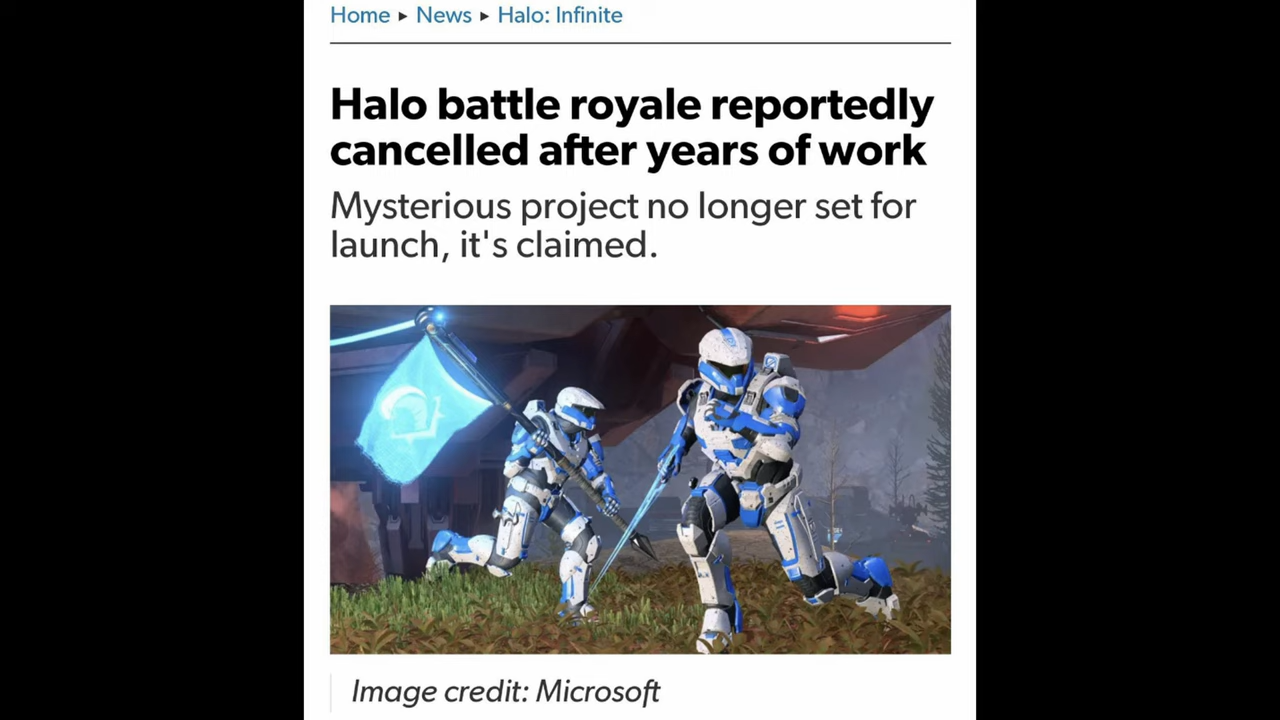 Home ▸ News ▸ Halo: Infinite
Halo battle royale reportedly
cancelled after years of work
Mysterious project no longer set for
launch, it's claimed.
Image credit: Microsoft